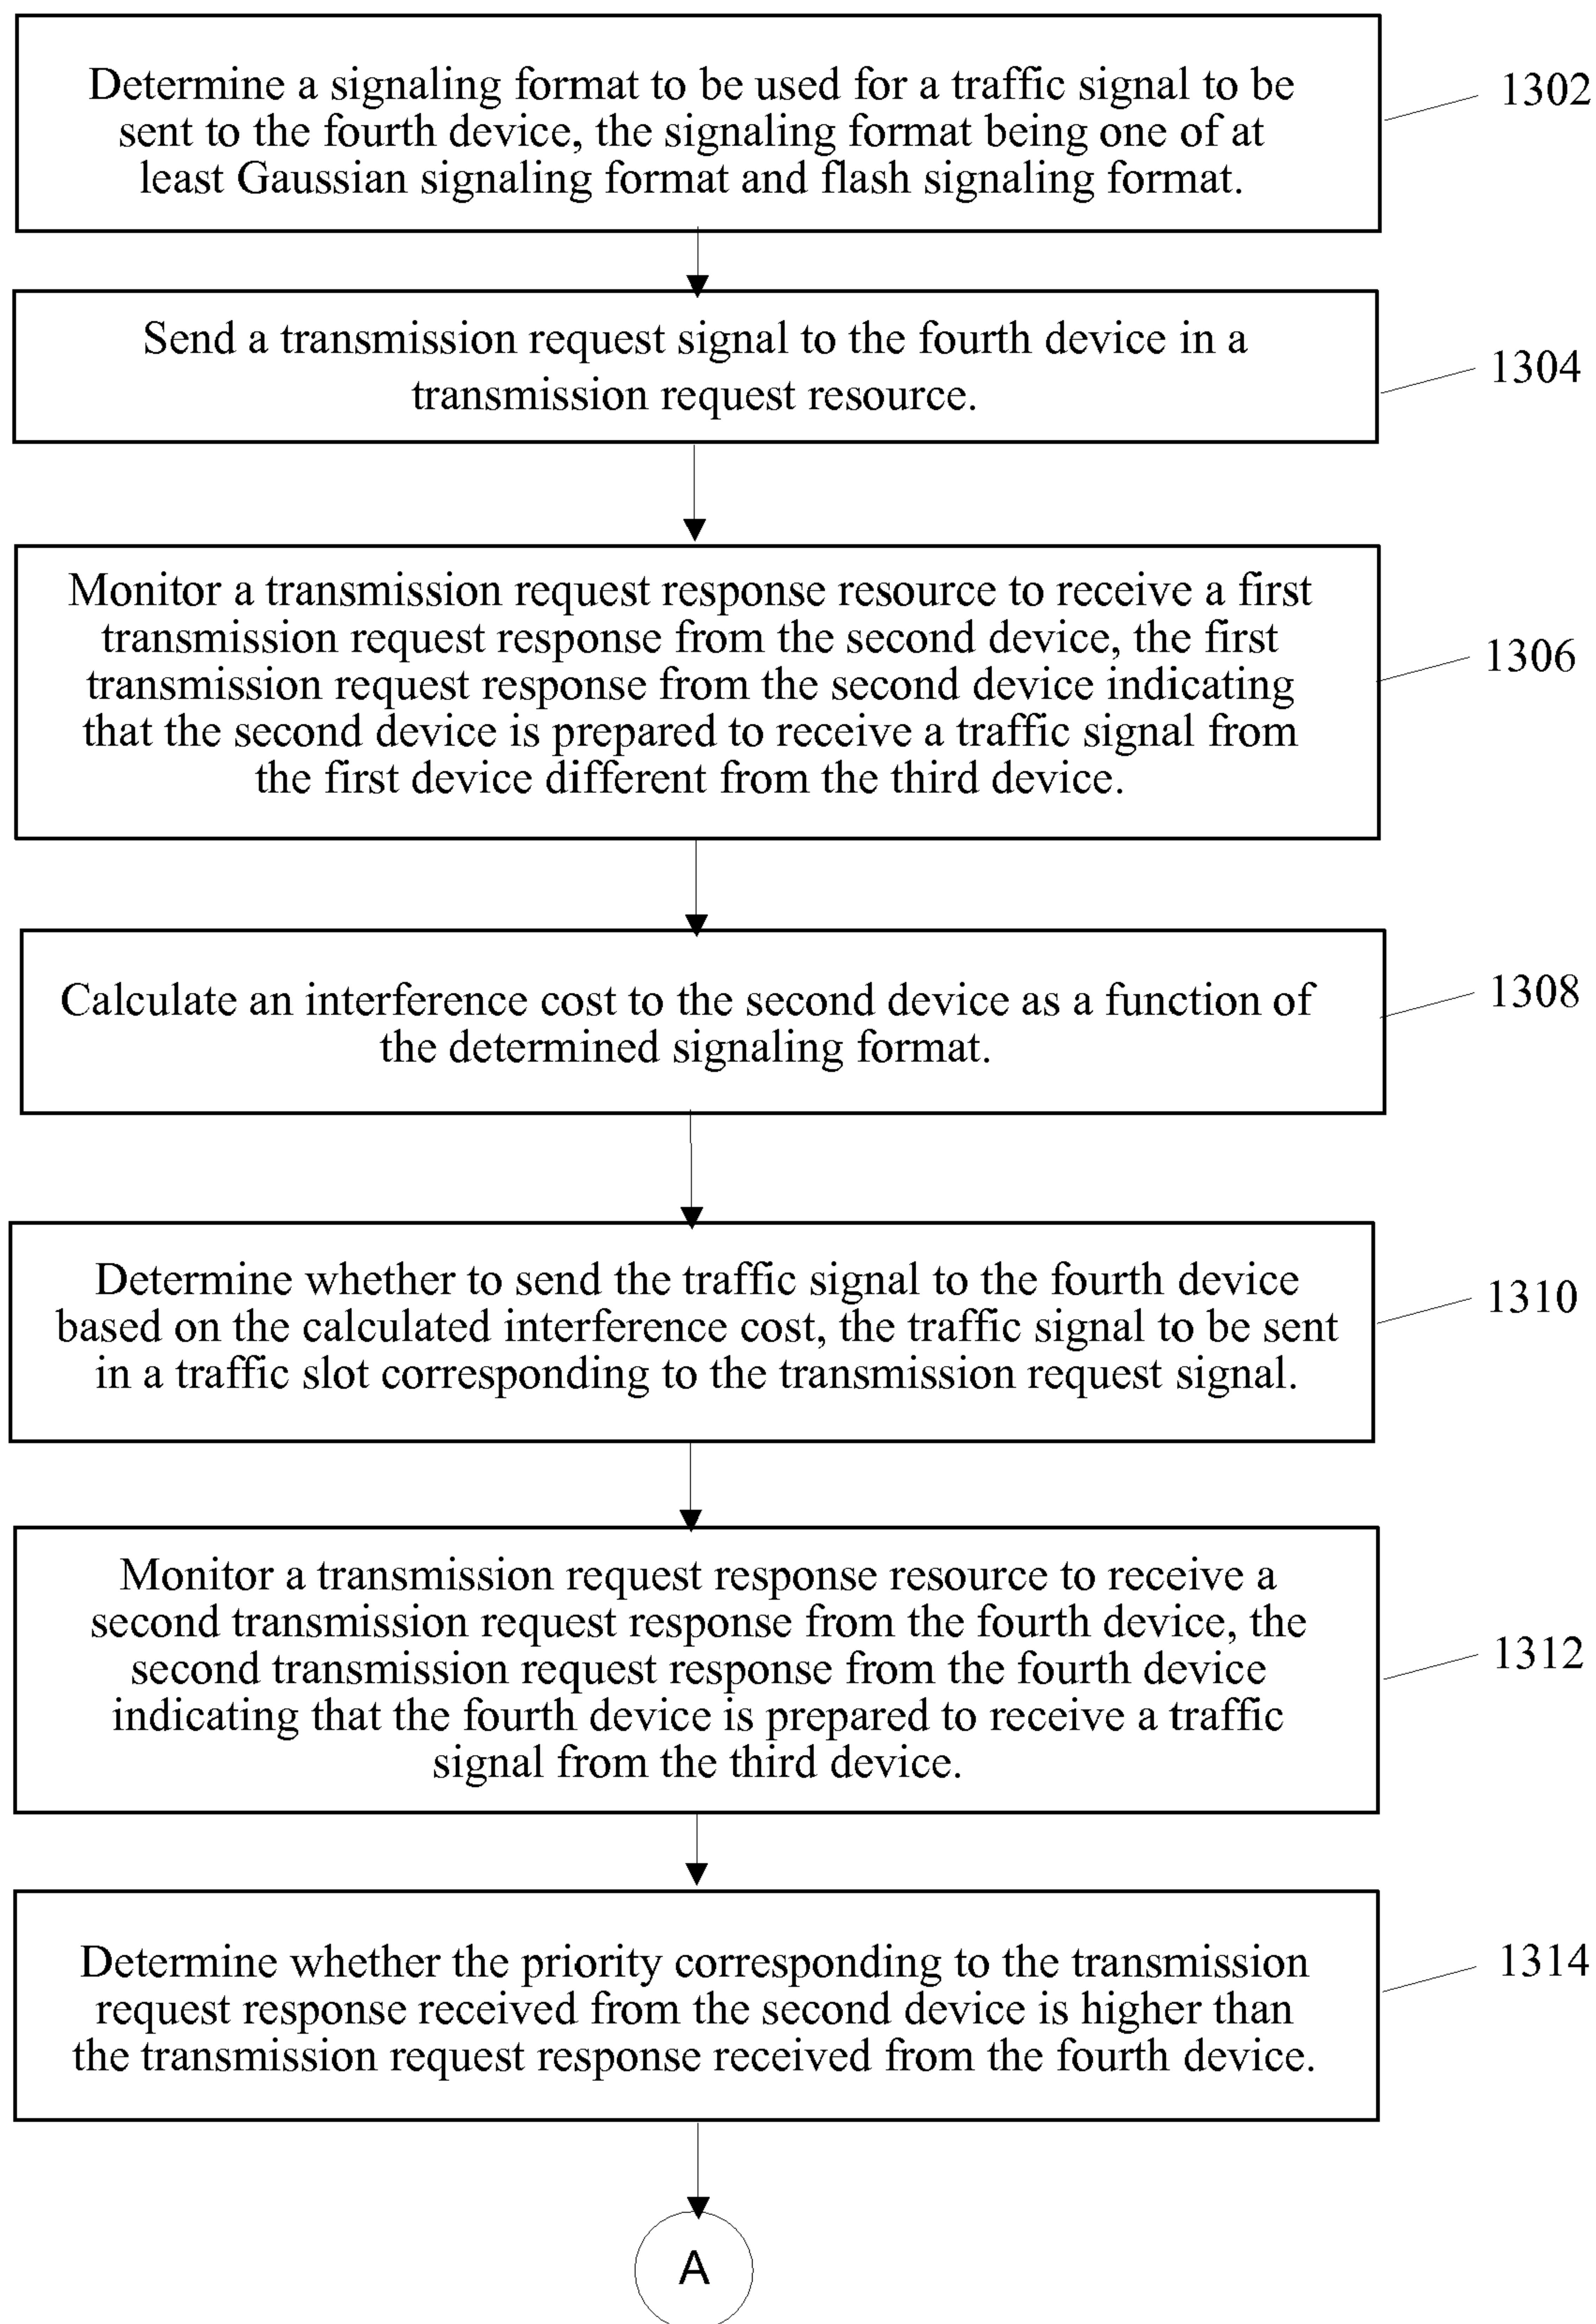 Determine a signaling format to be used for a traffic signal to be
sent to the fourth device, the signaling format being one of at
least Gaussian signaling format and flash signaling format.
1302
Send a transmission request signal to the fourth device in a
transmission request resource.
1304
Monitor a transmission request response resource to receive a first
transmission request response from the second device, the first
transmission request response from the second device indicating
that the second device is prepared to receive a traffic signal from
the first device different from the third device.
1306
Calculate an interference cost to the second device as a function of
the determined signaling format.
1308
Determine whether to send the traffic signal to the fourth device
based on the calculated interference cost, the traffic signal to be sent
in a traffic slot corresponding to the transmission request signal.
1310
Monitor a transmission request response resource to receive a
second transmission request response from the fourth device, the
second transmission request response from the fourth device
indicating that the fourth device is prepared to receive a traffic
signal from the third device.
1312
Determine whether the priority corresponding to the transmission
request response received from the second device is higher than
the transmission request response received from the fourth device.
1314
A